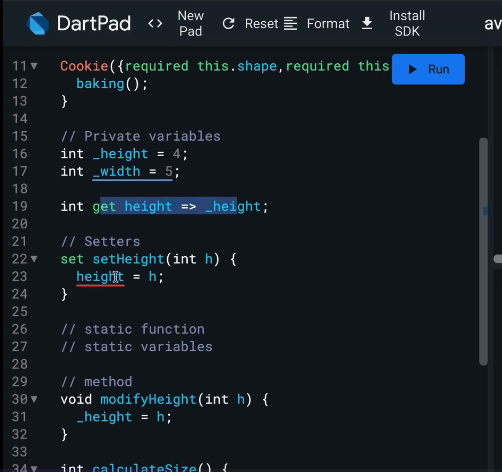 DartPad <> New Pad Reset Format Install SDK av
11 Cookie({required this.shape,required this
Run
12 baking();
13 }
14
15 // Private variables
16 int _height = 4;
17 int _width = 5;
18
19 int get height => _height;
20
21 // Setters
22 set setHeight(int h) {
23 height = h;
24 }
25
26 // static function
27 // static variables
28
29 // method
30 void modifyHeight(int h) {
31 _height = h;
32 }
33
34 int calculateSize() {